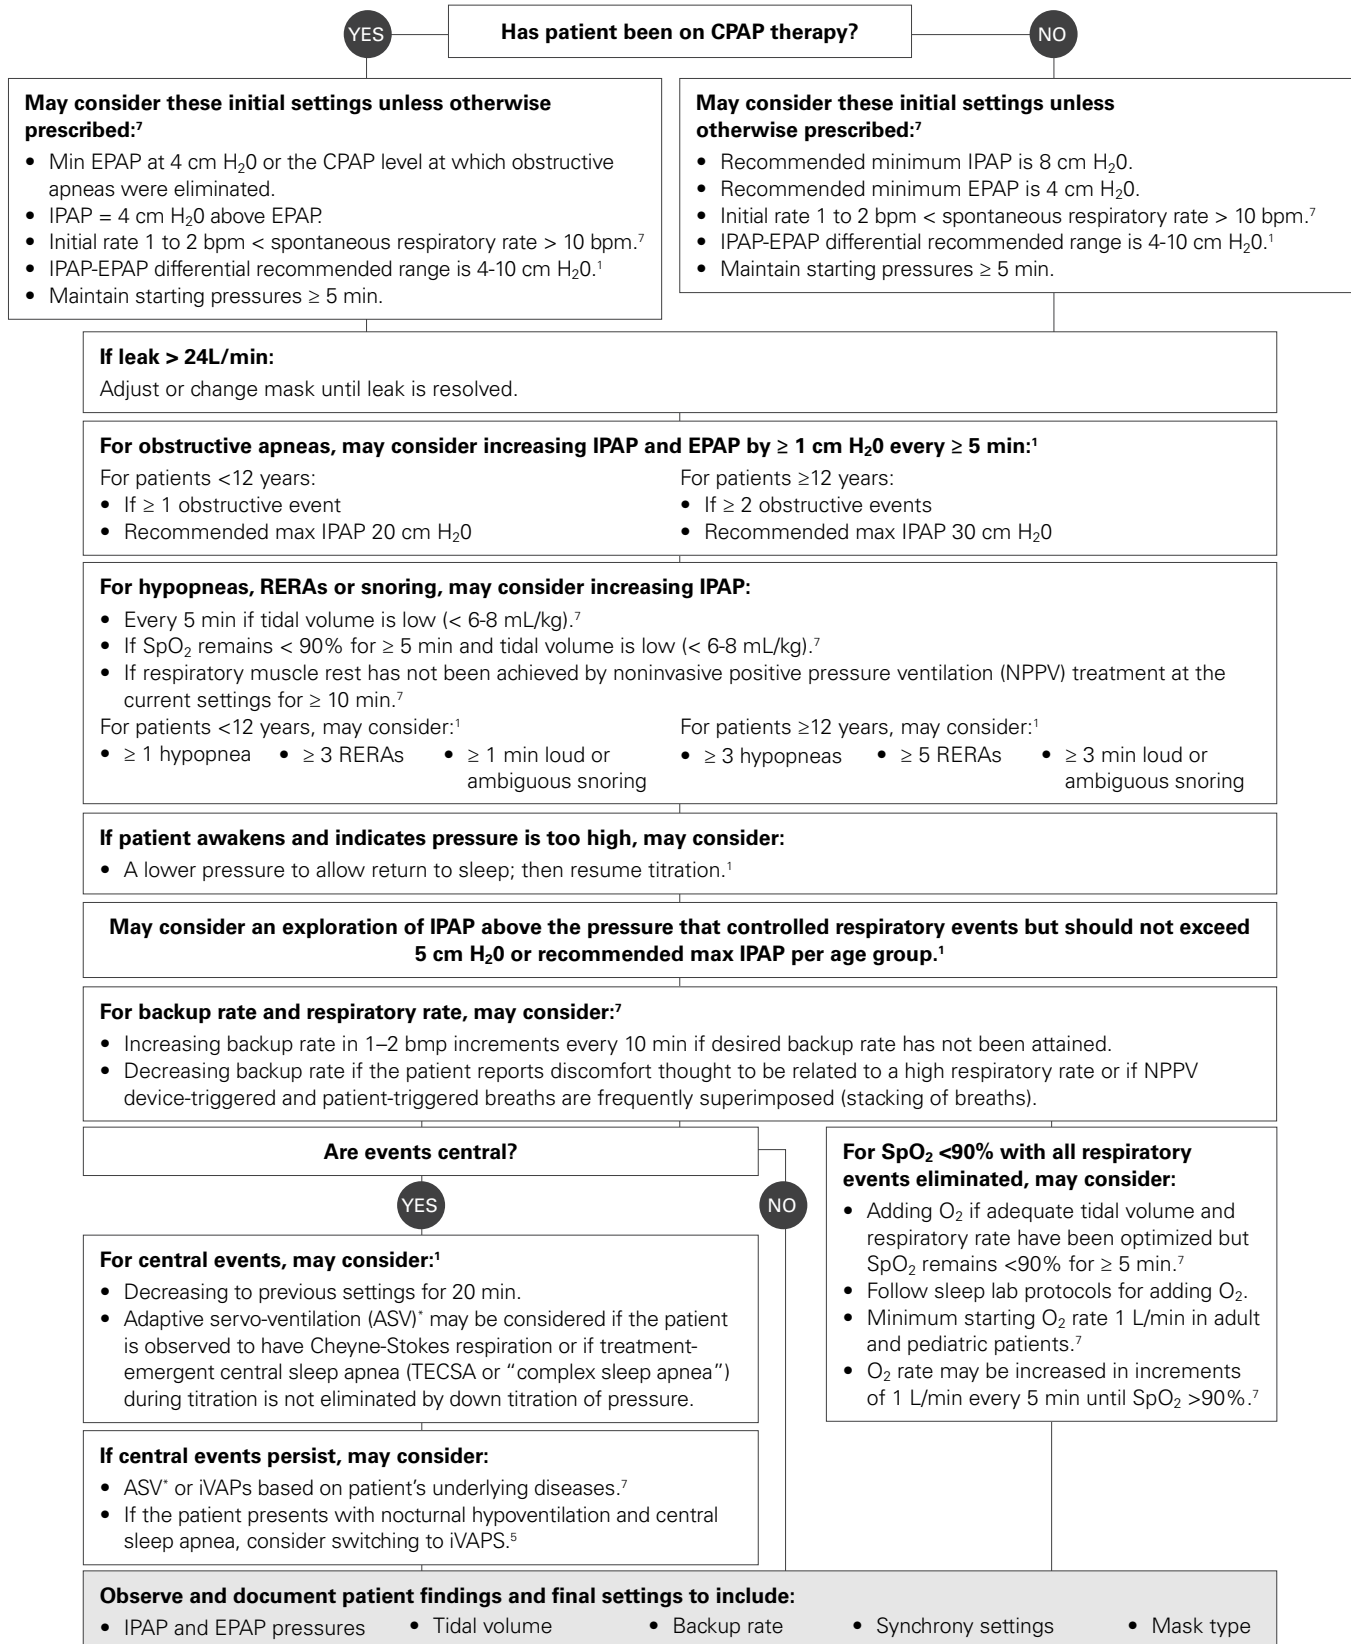 Has patient been on CPAP therapy?
YES
NO
May consider these initial settings unless otherwise
prescribed:⁷
• Min EPAP at 4 cm H₂0 or the CPAP level at which obstructive
apneas were eliminated.
• IPAP = 4 cm H₂0 above EPAP.
• Initial rate 1 to 2 bpm < spontaneous respiratory rate > 10 bpm.⁷
• IPAP-EPAP differential recommended range is 4-10 cm H₂0.¹
• Maintain starting pressures ≥ 5 min.
May consider these initial settings unless
otherwise prescribed:⁷
• Recommended minimum IPAP is 8 cm H₂0.
• Recommended minimum EPAP is 4 cm H₂0.
• Initial rate 1 to 2 bpm < spontaneous respiratory rate > 10 bpm.⁷
• IPAP-EPAP differential recommended range is 4-10 cm H₂0.¹
• Maintain starting pressures ≥ 5 min.
If leak > 24L/min:
Adjust or change mask until leak is resolved.
For obstructive apneas, may consider increasing IPAP and EPAP by ≥ 1 cm H₂0 every ≥ 5 min:¹
For patients <12 years:
• If ≥ 1 obstructive event
• Recommended max IPAP 20 cm H₂0
For patients ≥12 years:
• If ≥ 2 obstructive events
• Recommended max IPAP 30 cm H₂0
For hypopneas, RERAs or snoring, may consider increasing IPAP:
• Every 5 min if tidal volume is low (< 6-8 mL/kg).⁷
• If SpO₂ remains < 90% for ≥ 5 min and tidal volume is low (< 6-8 mL/kg).⁷
• If respiratory muscle rest has not been achieved by noninvasive positive pressure ventilation (NPPV) treatment at the
current settings for ≥ 10 min.⁷
For patients <12 years, may consider:¹
• ≥ 1 hypopnea • ≥ 3 RERAs • ≥ 1 min loud or
ambiguous snoring
For patients ≥12 years, may consider:¹
• ≥ 3 hypopneas • ≥ 5 RERAs • ≥ 3 min loud or
ambiguous snoring
If patient awakens and indicates pressure is too high, may consider:
• A lower pressure to allow return to sleep; then resume titration.¹
May consider an exploration of IPAP above the pressure that controlled respiratory events but should not exceed
5 cm H₂0 or recommended max IPAP per age group.¹
For backup rate and respiratory rate, may consider:⁷
• Increasing backup rate in 1–2 bmp increments every 10 min if desired backup rate has not been attained.
• Decreasing backup rate if the patient reports discomfort thought to be related to a high respiratory rate or if NPPV
device-triggered and patient-triggered breaths are frequently superimposed (stacking of breaths).
Are events central?
YES
NO
For central events, may consider:¹
• Decreasing to previous settings for 20 min.
• Adaptive servo-ventilation (ASV)* may be considered if the patient
is observed to have Cheyne-Stokes respiration or if treatment-
emergent central sleep apnea (TECSA or “complex sleep apnea”)
during titration is not eliminated by down titration of pressure.
If central events persist, may consider:
• ASV* or iVAPs based on patient’s underlying diseases.⁷
• If the patient presents with nocturnal hypoventilation and central
sleep apnea, consider switching to iVAPS.⁵
For SpO₂ <90% with all respiratory
events eliminated, may consider:
• Adding O₂ if adequate tidal volume and
respiratory rate have been optimized but
SpO₂ remains <90% for ≥ 5 min.⁷
• Follow sleep lab protocols for adding O₂.
• Minimum starting O₂ rate 1 L/min in adult
and pediatric patients.⁷
• O₂ rate may be increased in increments
of 1 L/min every 5 min until SpO₂ >90%.⁷
Observe and document patient findings and final settings to include:
• IPAP and EPAP pressures • Tidal volume • Backup rate • Synchrony settings • Mask type